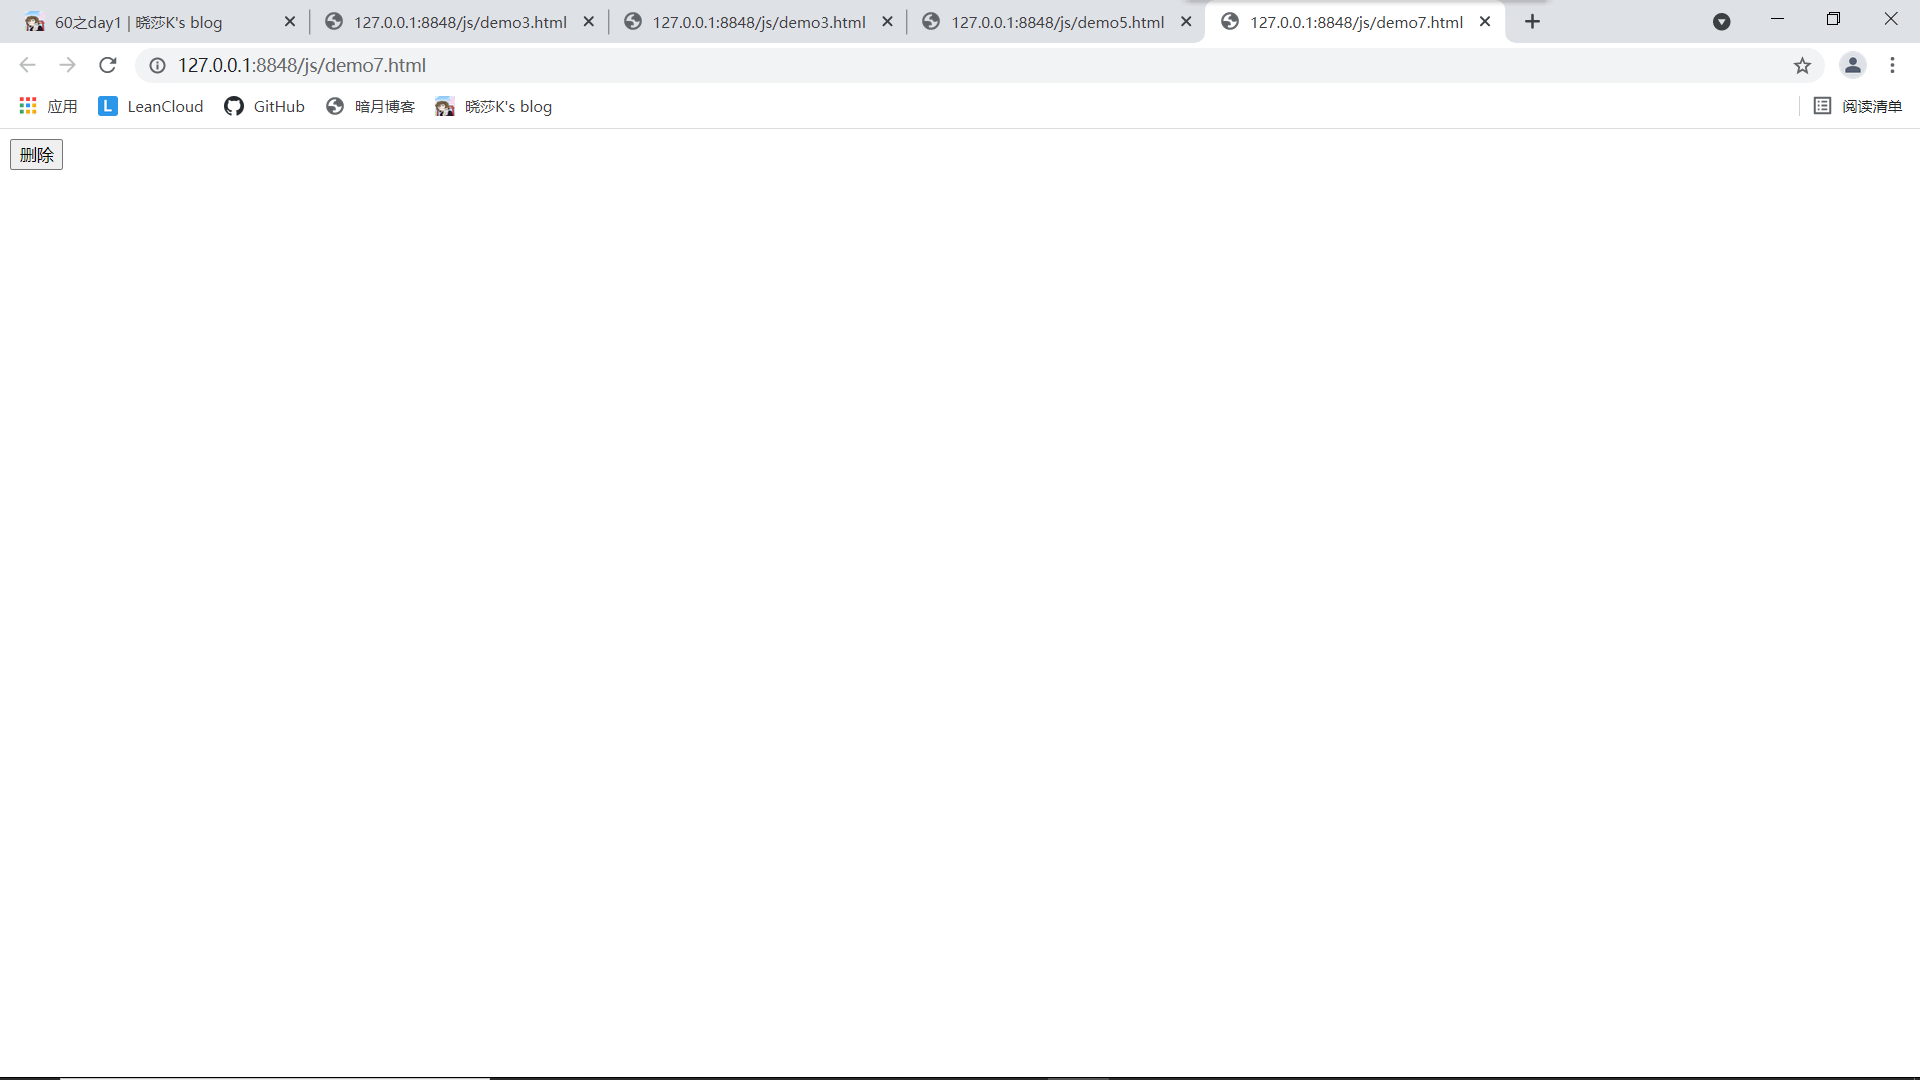 60之day1 | 晓莎K's blog
127.0.0.1:8848/js/demo3.html
127.0.0.1:8848/js/demo3.html
127.0.0.1:8848/js/demo5.html
127.0.0.1:8848/js/demo7.html
127.0.0.1:8848/js/demo7.html
应用
LeanCloud
GitHub
暗月博客
晓莎K's blog
阅读清单
删除